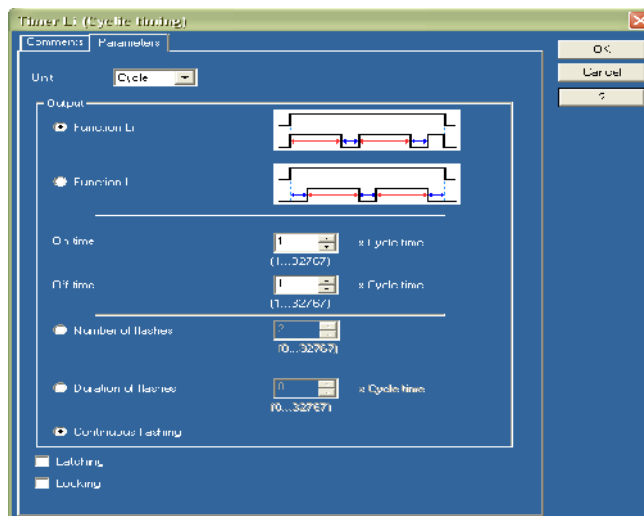 Timer Li (Cyclic timing)
Comments Parameters
OK
Cancel
?
Unit Cycle
Output
Function Li
Function L
On time 1 x Cycle time
(1...32767)
Off time 1 x Cycle time
(1...32767)
Number of flashes
(0...32767)
Duration of flashes 0 x Cycle time
(0...32767)
Continuous flashing
Latching
Locking